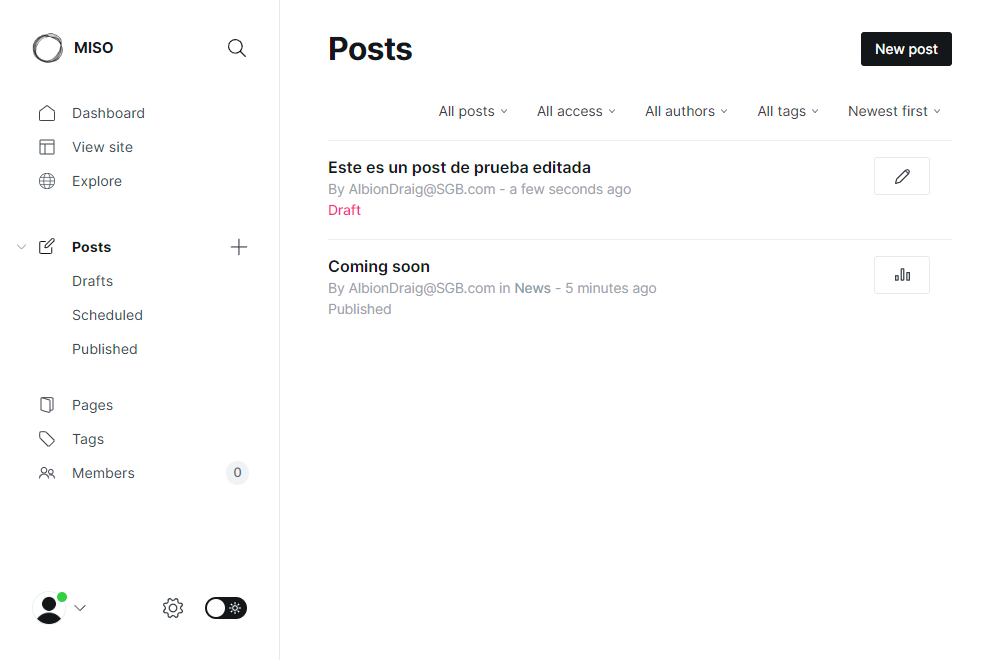 MISO
Dashboard
View site
Explore
Posts
Drafts
Scheduled
Published
Pages
Tags
Members 0
Posts
New post
All posts All access All authors All tags Newest first
Este es un post de prueba editada
By AlbionDraig@SGB.com - a few seconds ago
Draft
Coming soon
By AlbionDraig@SGB.com in News - 5 minutes ago
Published